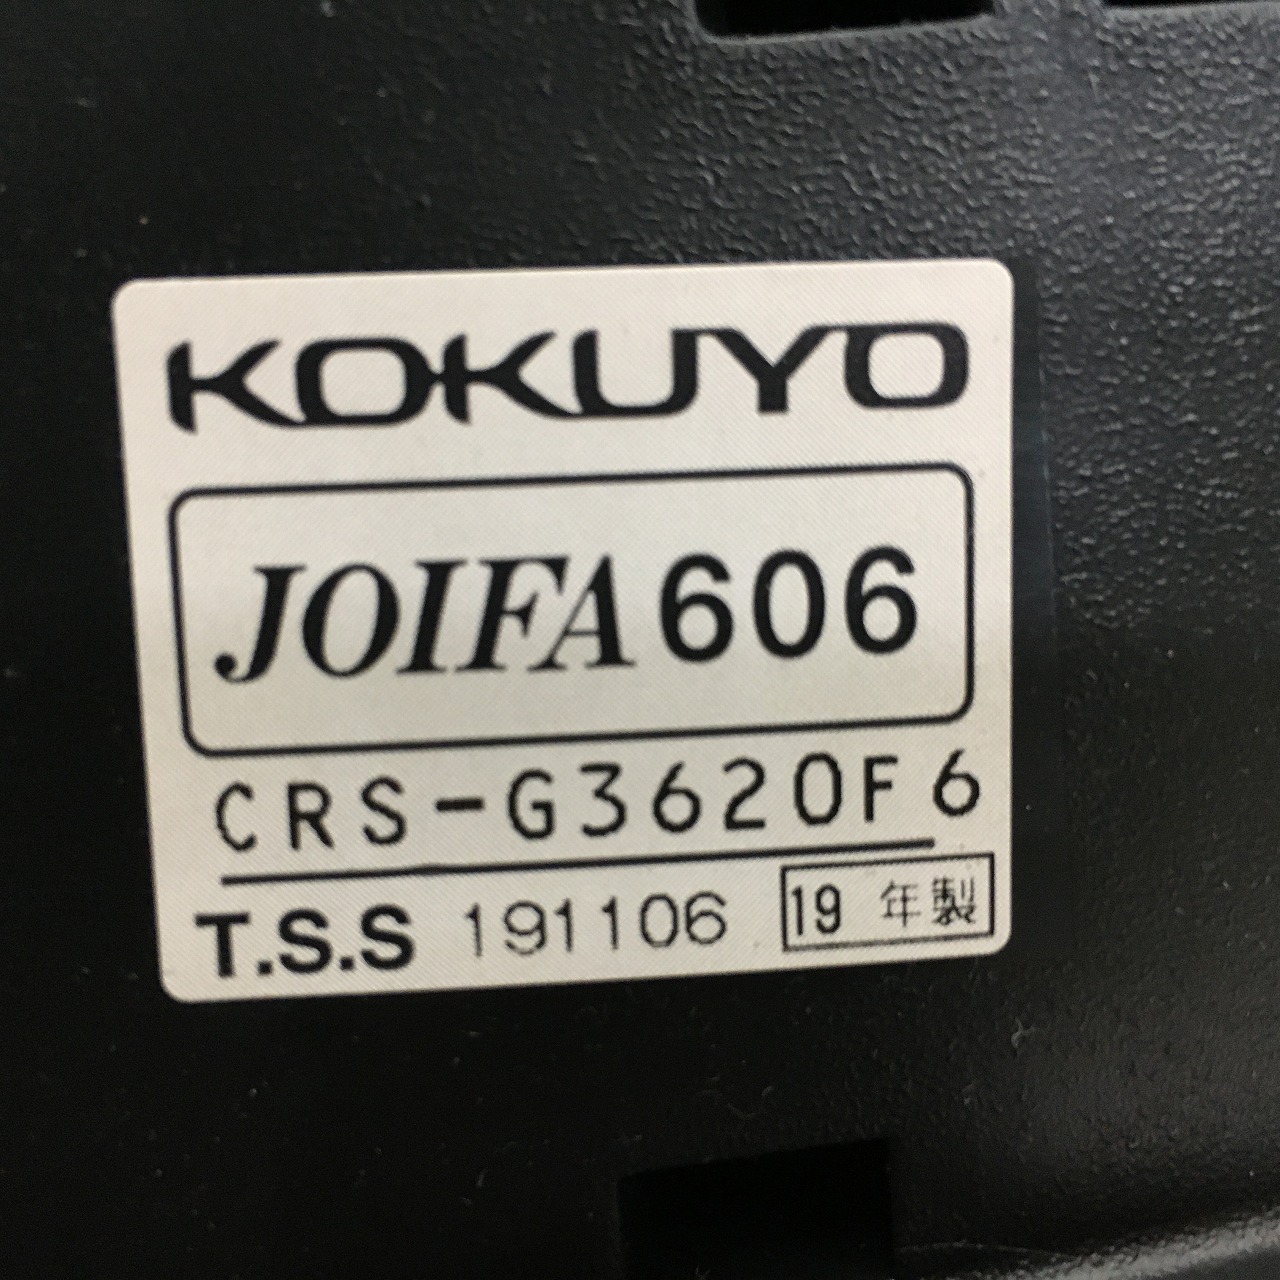 KOKUYO
JOIFA 606
CRS-G3620F6
T.S.S 191106 19 年製